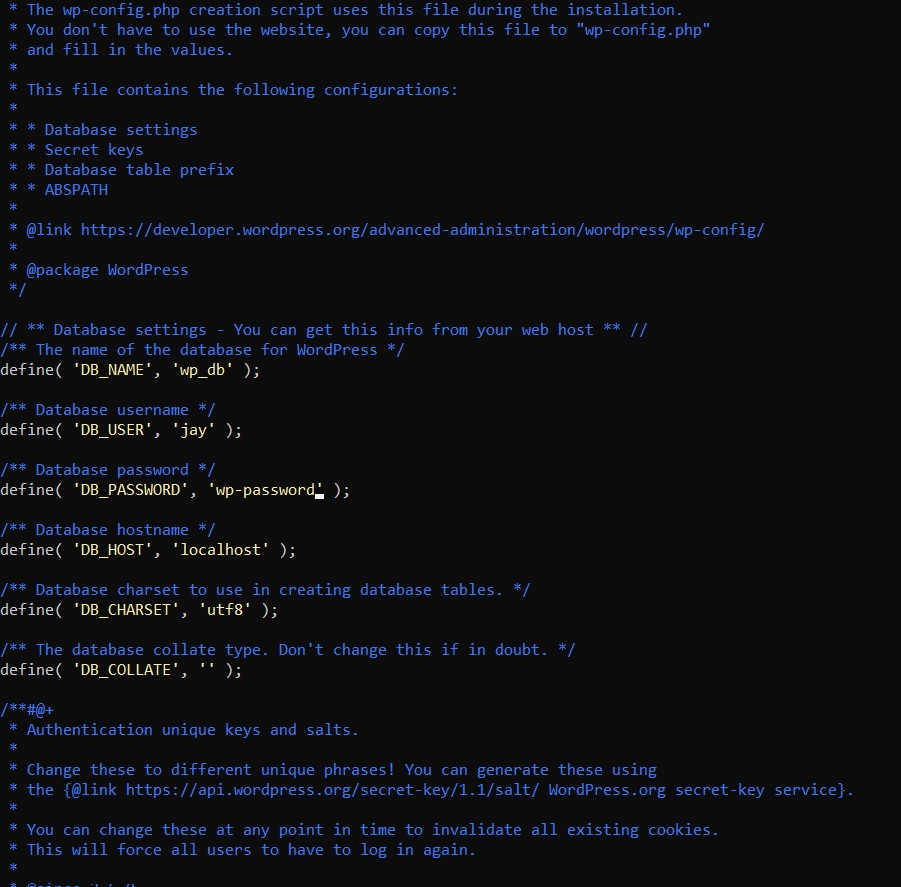 * The wp-config.php creation script uses this file during the installation.
* You don't have to use the website, you can copy this file to "wp-config.php"
* and fill in the values.
*
* This file contains the following configurations:
*
* * Database settings
* * Secret keys
* * Database table prefix
* * ABSPATH
*
* @link https://developer.wordpress.org/advanced-administration/wordpress/wp-config/
*
* @package WordPress
*/
// ** Database settings - You can get this info from your web host ** //
/** The name of the database for WordPress */
define( 'DB_NAME', 'wp_db' );
/** Database username */
define( 'DB_USER', 'jay' );
/** Database password */
define( 'DB_PASSWORD', 'wp-password' );
/** Database hostname */
define( 'DB_HOST', 'localhost' );
/** Database charset to use in creating database tables. */
define( 'DB_CHARSET', 'utf8' );
/** The database collate type. Don't change this if in doubt. */
define( 'DB_COLLATE', '' );
/**#@+
* Authentication unique keys and salts.
*
* Change these to different unique phrases! You can generate these using
* the {@link https://api.wordpress.org/secret-key/1.1/salt/ WordPress.org secret-key service}.
*
* You can change these at any point in time to invalidate all existing cookies.
* This will force all users to have to log in again.
*